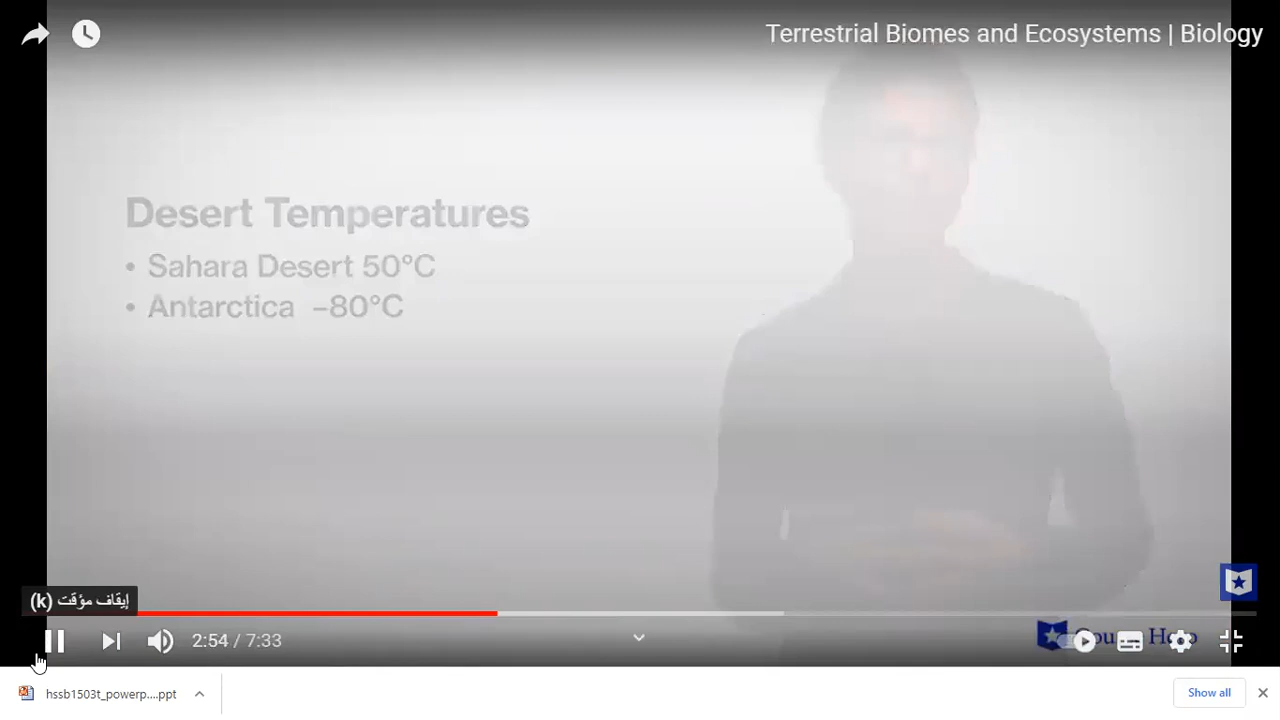 Terrestrial Biomes and Ecosystems | Biology
Desert Temperatures
• Sahara Desert 50°C
• Antarctica –80°C
إيقاف مؤقت (k)
2:54 / 7:33
hssb1503t_powerp....ppt
Show all